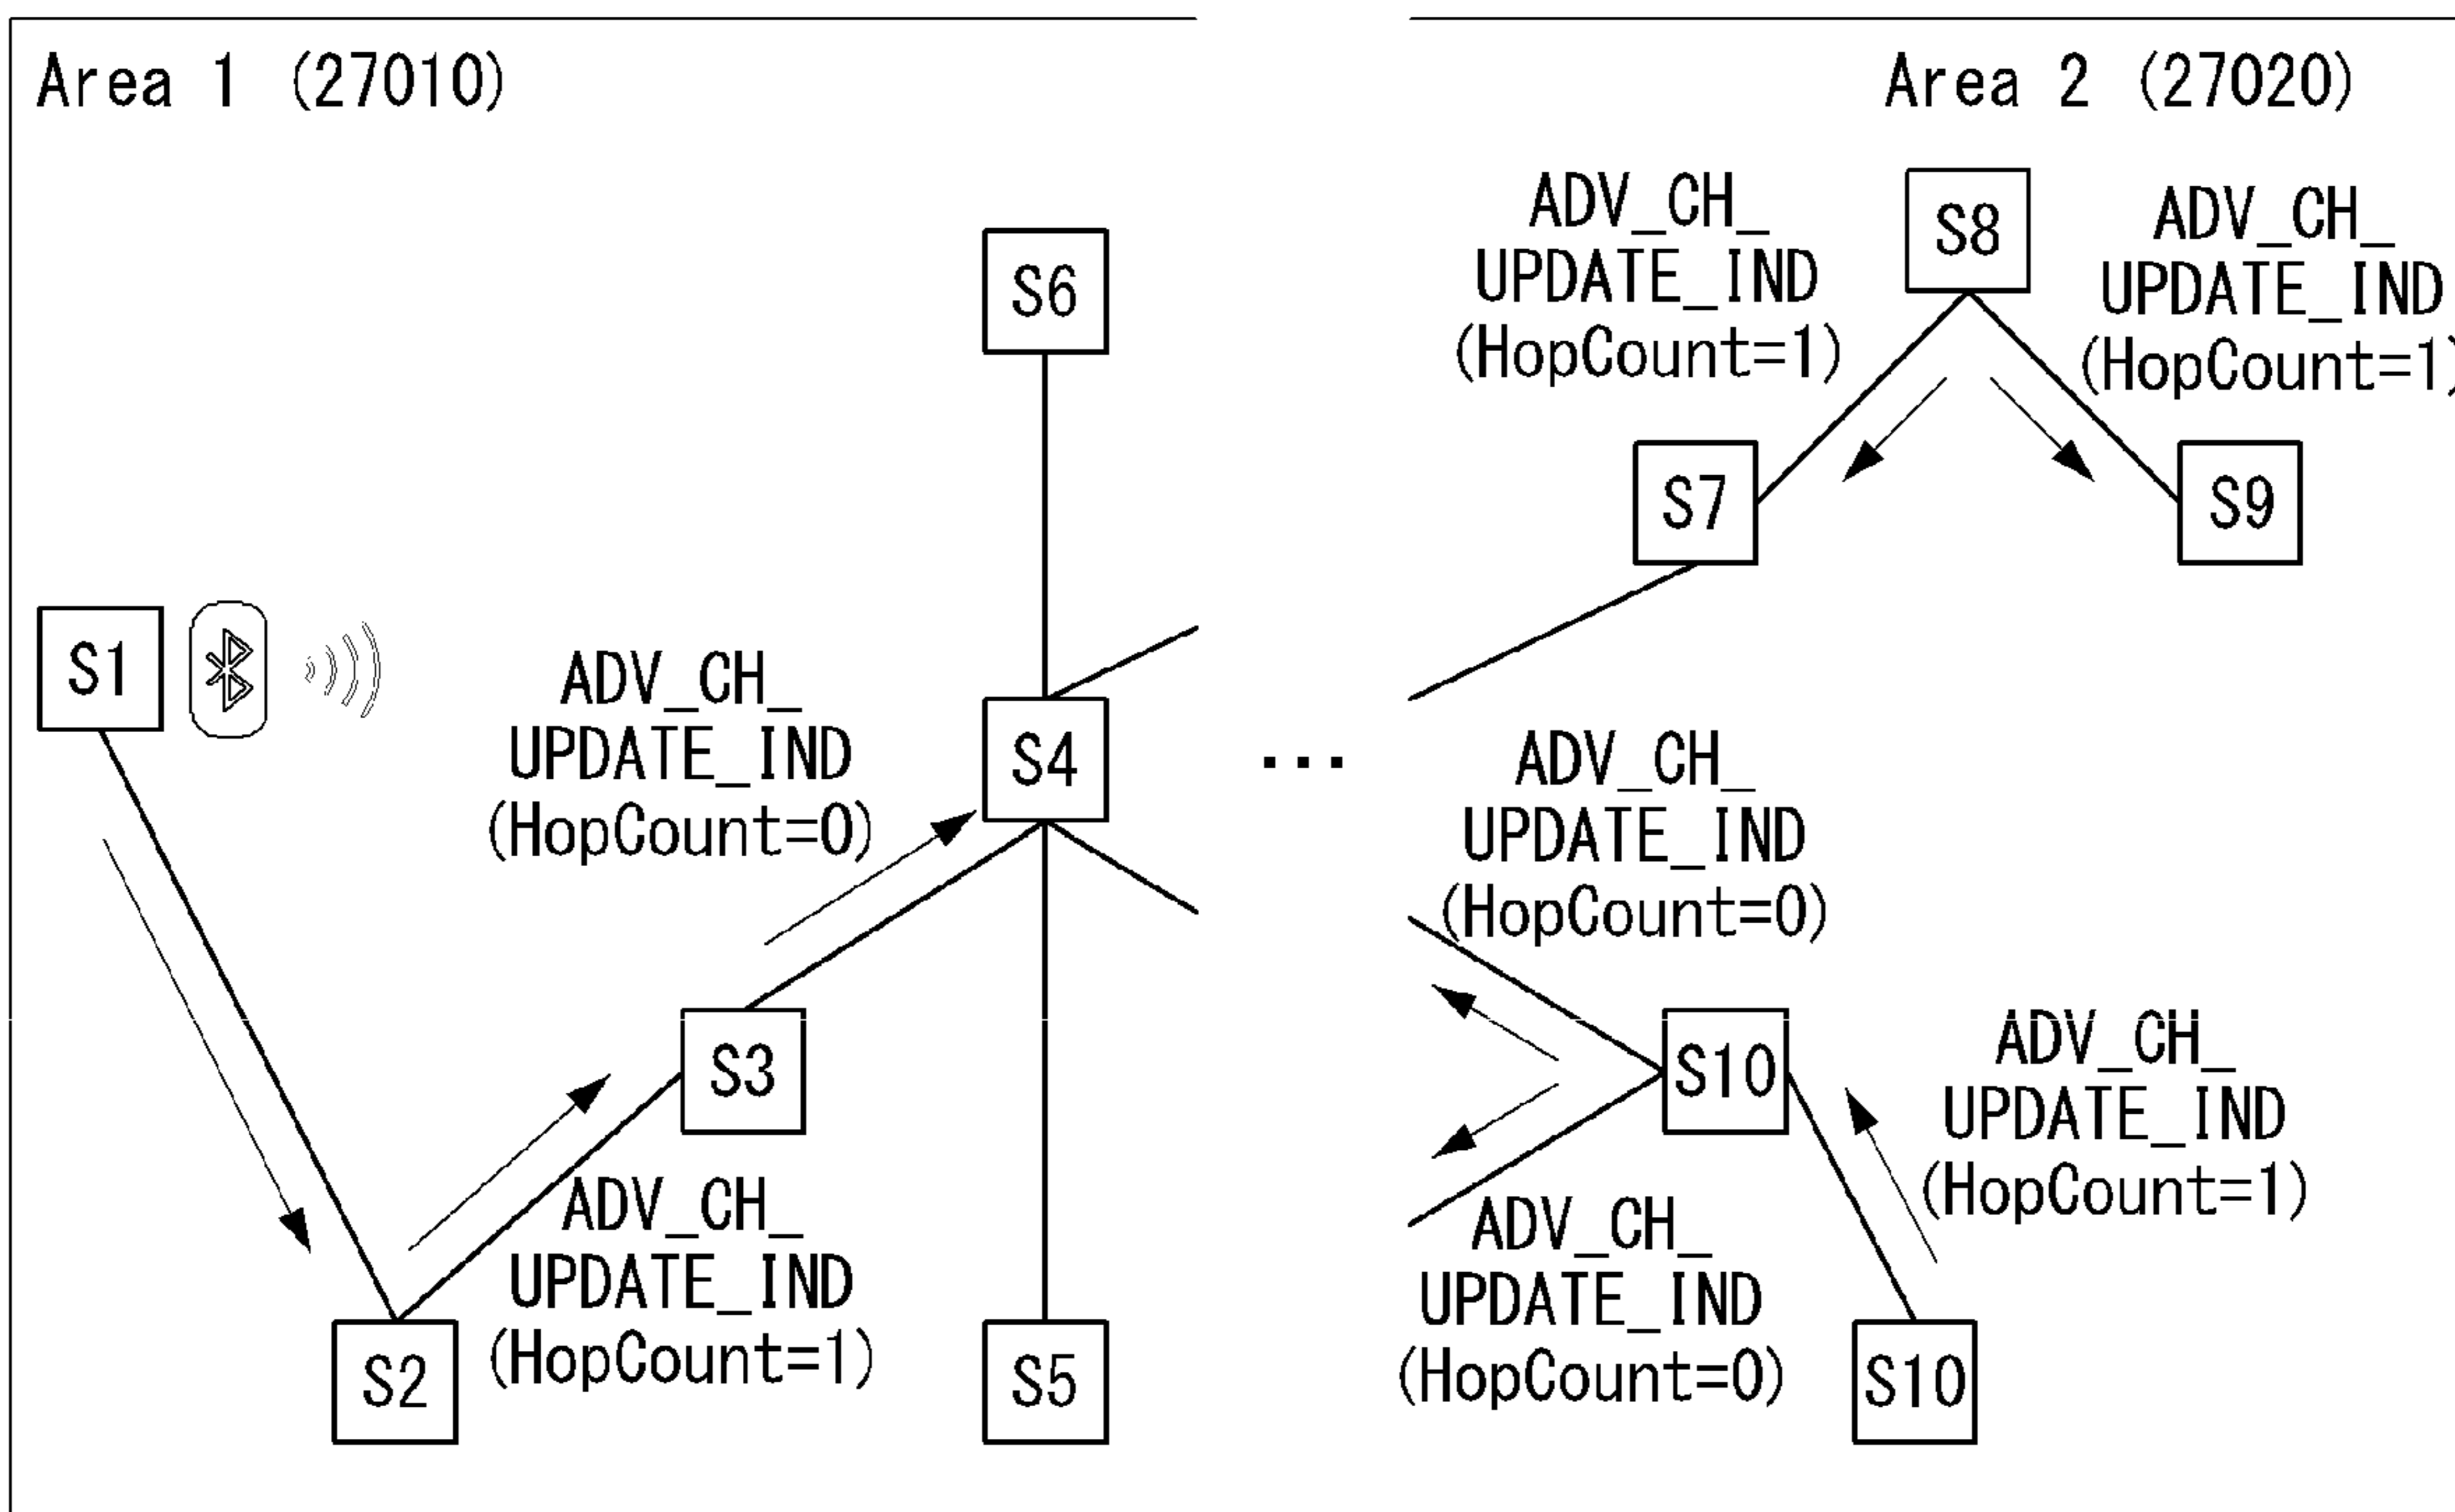 Area 1 (27010)
Area 2 (27020)
ADV_CH_
UPDATE_IND
(HopCount=1)
S8
ADV_CH_
UPDATE_IND
(HopCount=1)
S6
S7
S9
S1
ADV_CH_
UPDATE_IND
(HopCount=0)
S4
...
ADV_CH_
UPDATE_IND
(HopCount=0)
S3
S10
ADV_CH_
UPDATE_IND
(HopCount=1)
ADV_CH_
UPDATE_IND
(HopCount=1)
ADV_CH_
UPDATE_IND
(HopCount=0)
S2
S5
S10